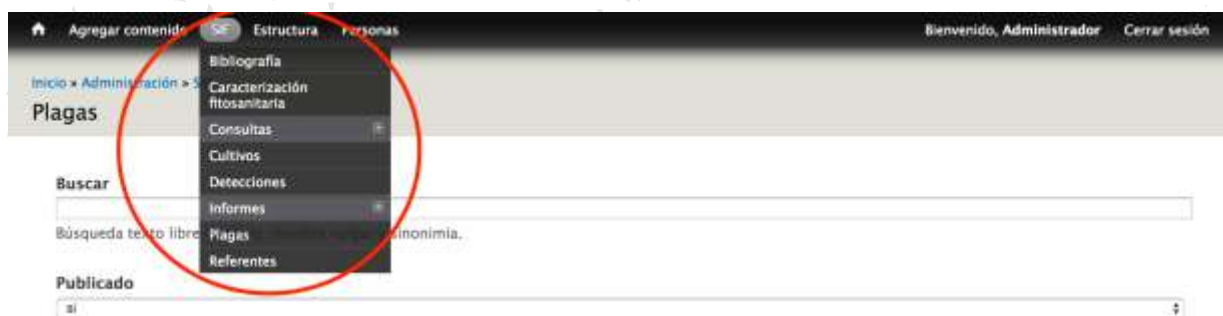 Agregar contenido SIF Estructura Personas Bienvenido, Administrador Cerrar sesión
Inicio » Administración » S
Plagas
Bibliografía
Caracterización
fitosanitaria
Consultas
Cultivos
Detecciones
Informes
Plagas
Referentes
Buscar
Búsqueda texto libre sinonimia.
Publicado
si